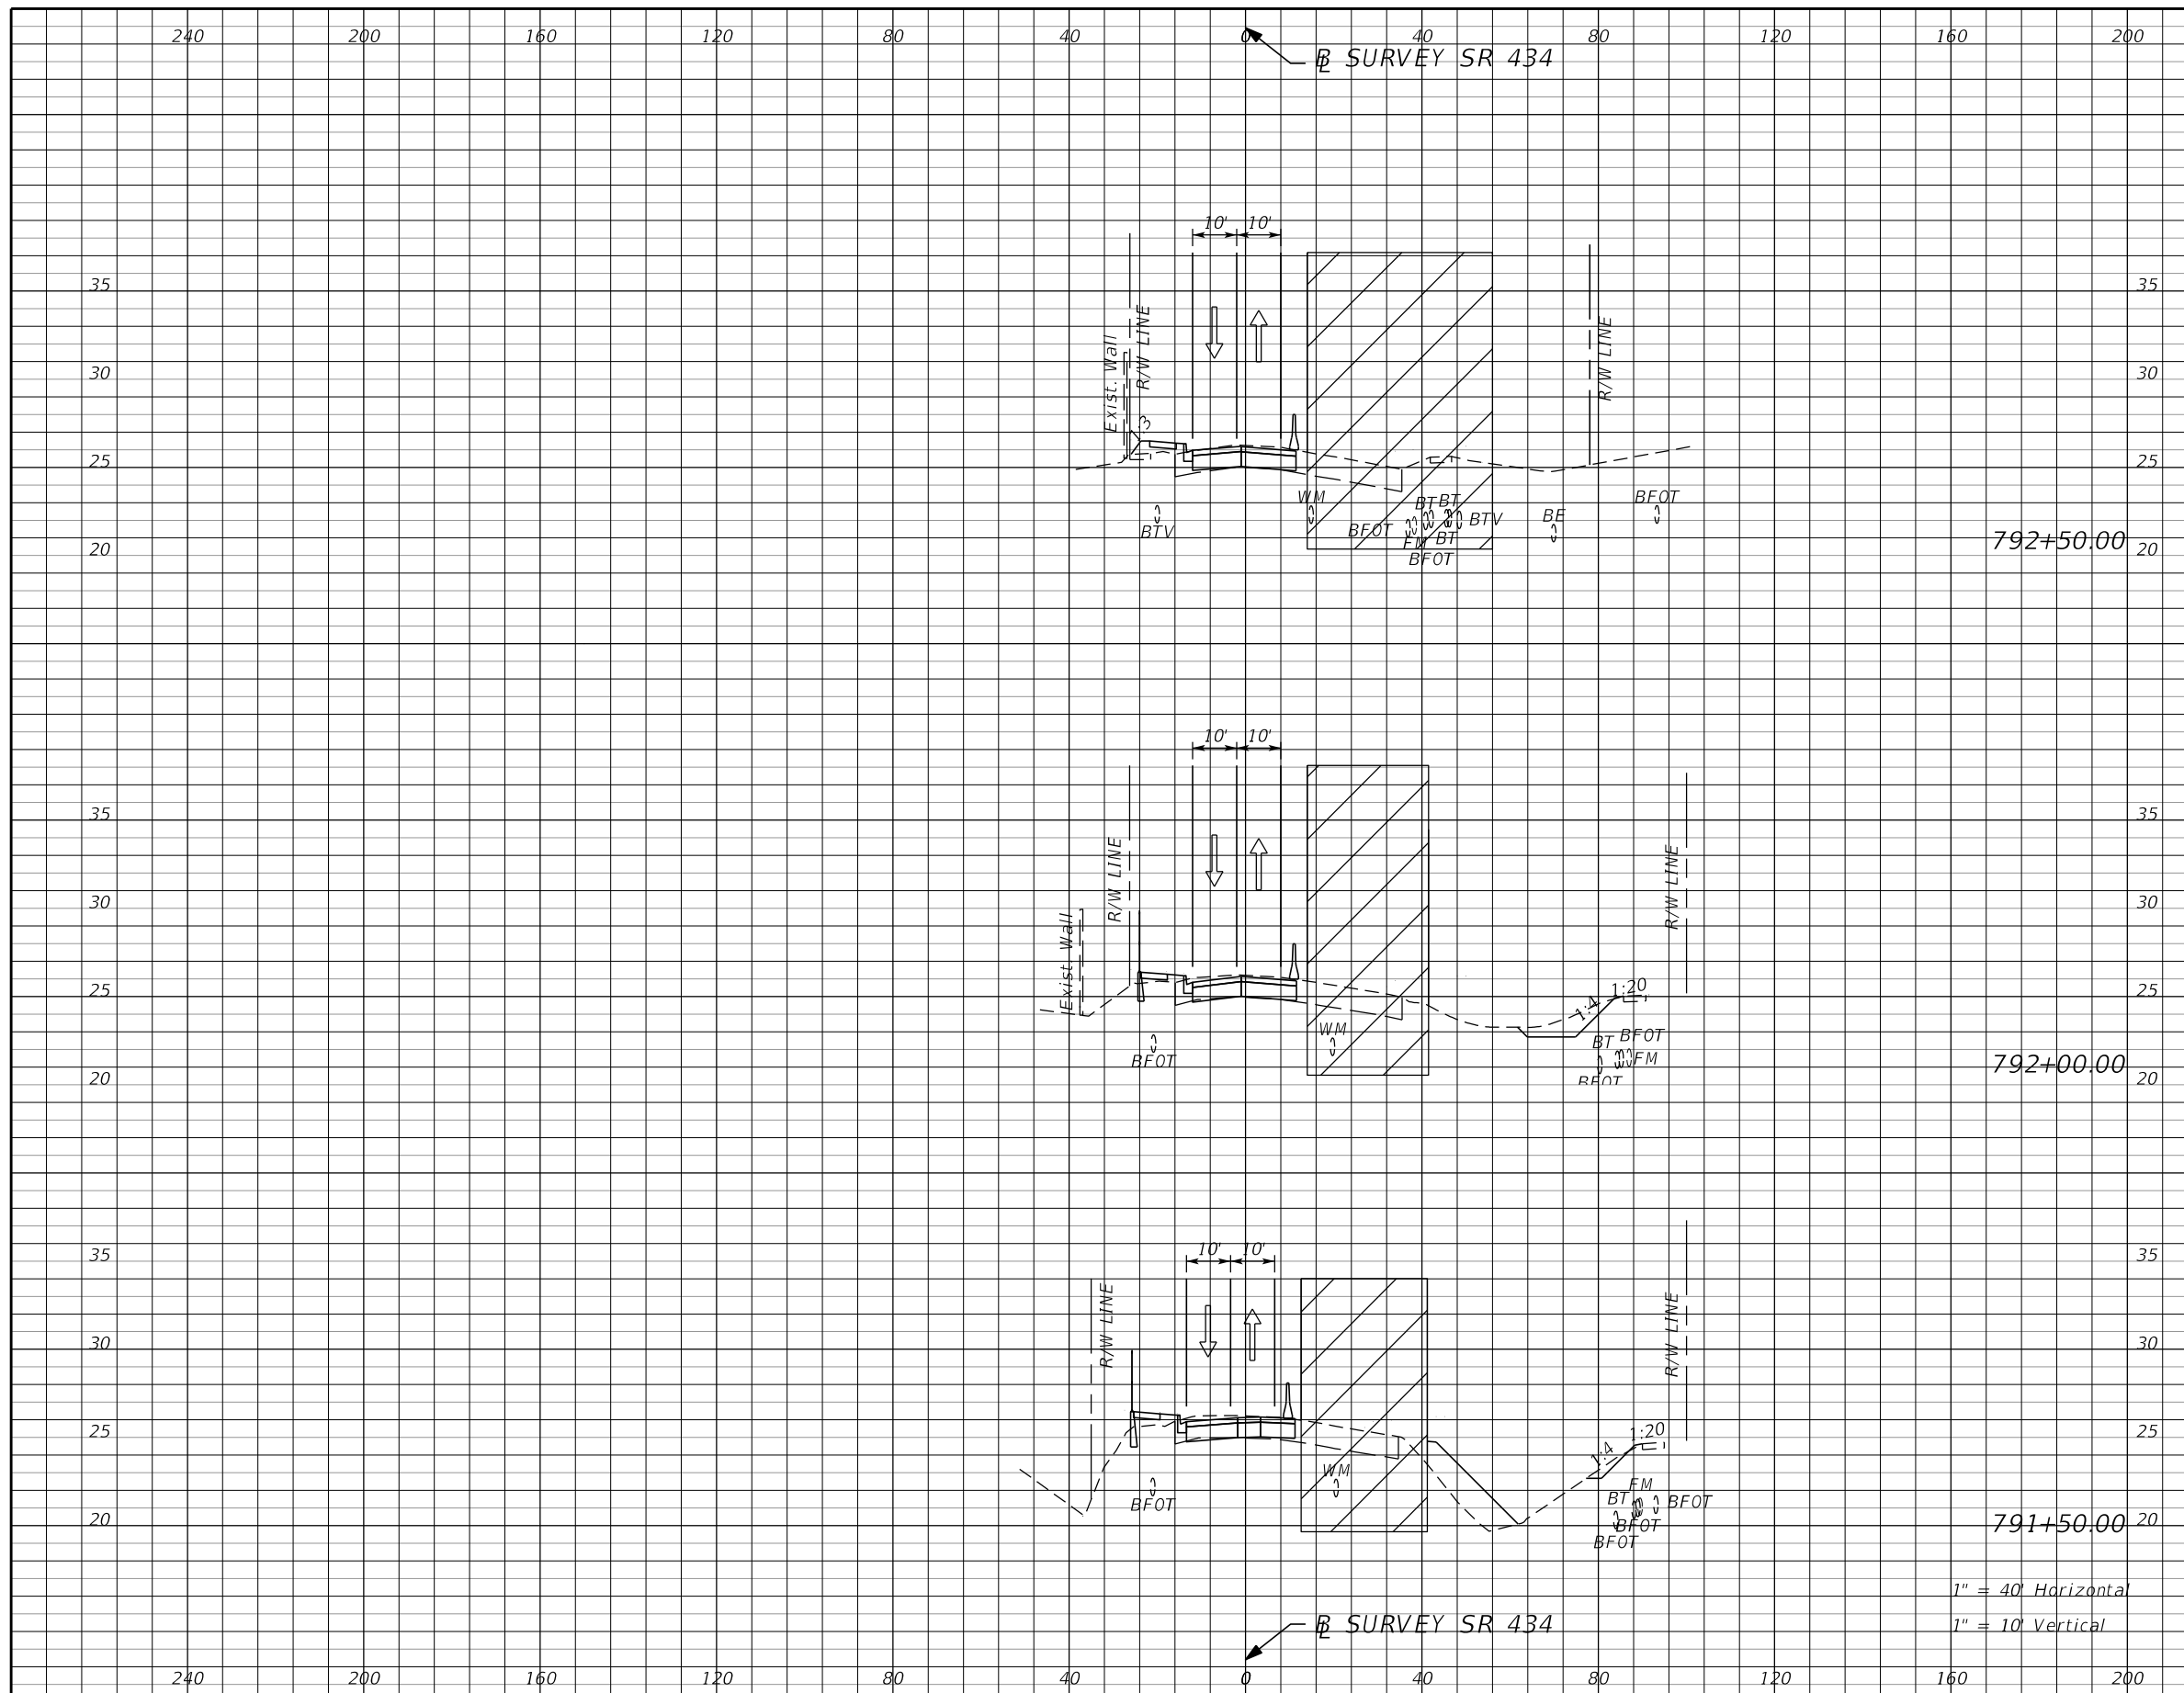 240 200 160 120 80 40 0 40 80 120 160 200
BL SURVEY SR 434
10' 10'
35 35
Exist. Wall
R/W LINE
R/W LINE
30 30
:3
25 25
BTV
WM
BFOT
FM
BT
BT
BT
BFOT
BTV
BE
BFOT
20 792+50.00 20
10' 10'
35 35
Exist Wall
R/W LINE
R/W LINE
30 30
25 1:4 1:20 25
BFOT
WM
BT
BFOT
FM
BFOT
20 792+00.00 20
10' 10'
35 35
R/W LINE
R/W LINE
30 30
25 1:4 1:20 25
BFOT
WM
FM
BT
BFOT
BFOT
BFOT
20 791+50.00 20
1" = 40' Horizontal
1" = 10' Vertical
BL SURVEY SR 434
240 200 160 120 80 40 0 40 80 120 160 200